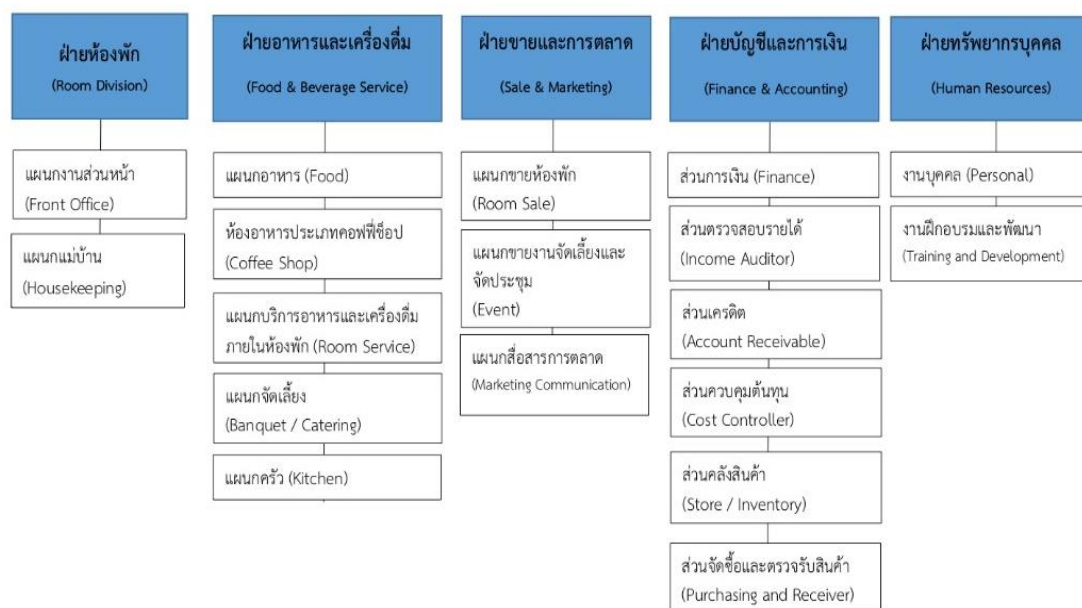 ฝ่ายห้องพัก
(Room Division)
แผนกงานส่วนหน้า
(Front Office)
แผนกแม่บ้าน
(Housekeeping)
ฝ่ายอาหารและเครื่องดื่ม
(Food & Beverage Service)
แผนกอาหาร (Food)
ห้องอาหารประเภทคอฟฟี่ช็อป
(Coffee Shop)
แผนกบริการอาหารและเครื่องดื่ม
ภายในห้องพัก (Room Service)
แผนกจัดเลี้ยง
(Banquet / Catering)
แผนกครัว (Kitchen)
ฝ่ายขายและการตลาด
(Sale & Marketing)
แผนกขายห้องพัก
(Room Sale)
แผนกขายงานจัดเลี้ยงและ
จัดประชุม
(Event)
แผนกสื่อสารการตลาด
(Marketing Communication)
ฝ่ายบัญชีและการเงิน
(Finance & Accounting)
ส่วนการเงิน (Finance)
ส่วนตรวจสอบรายได้
(Income Auditor)
ส่วนเครดิต
(Account Receivable)
ส่วนควบคุมต้นทุน
(Cost Controller)
ส่วนคลังสินค้า
(Store / Inventory)
ส่วนจัดซื้อและตรวจรับสินค้า
(Purchasing and Receiver)
ฝ่ายทรัพยากรบุคคล
(Human Resources)
งานบุคคล (Personal)
งานฝึกอบรมและพัฒนา
(Training and Development)